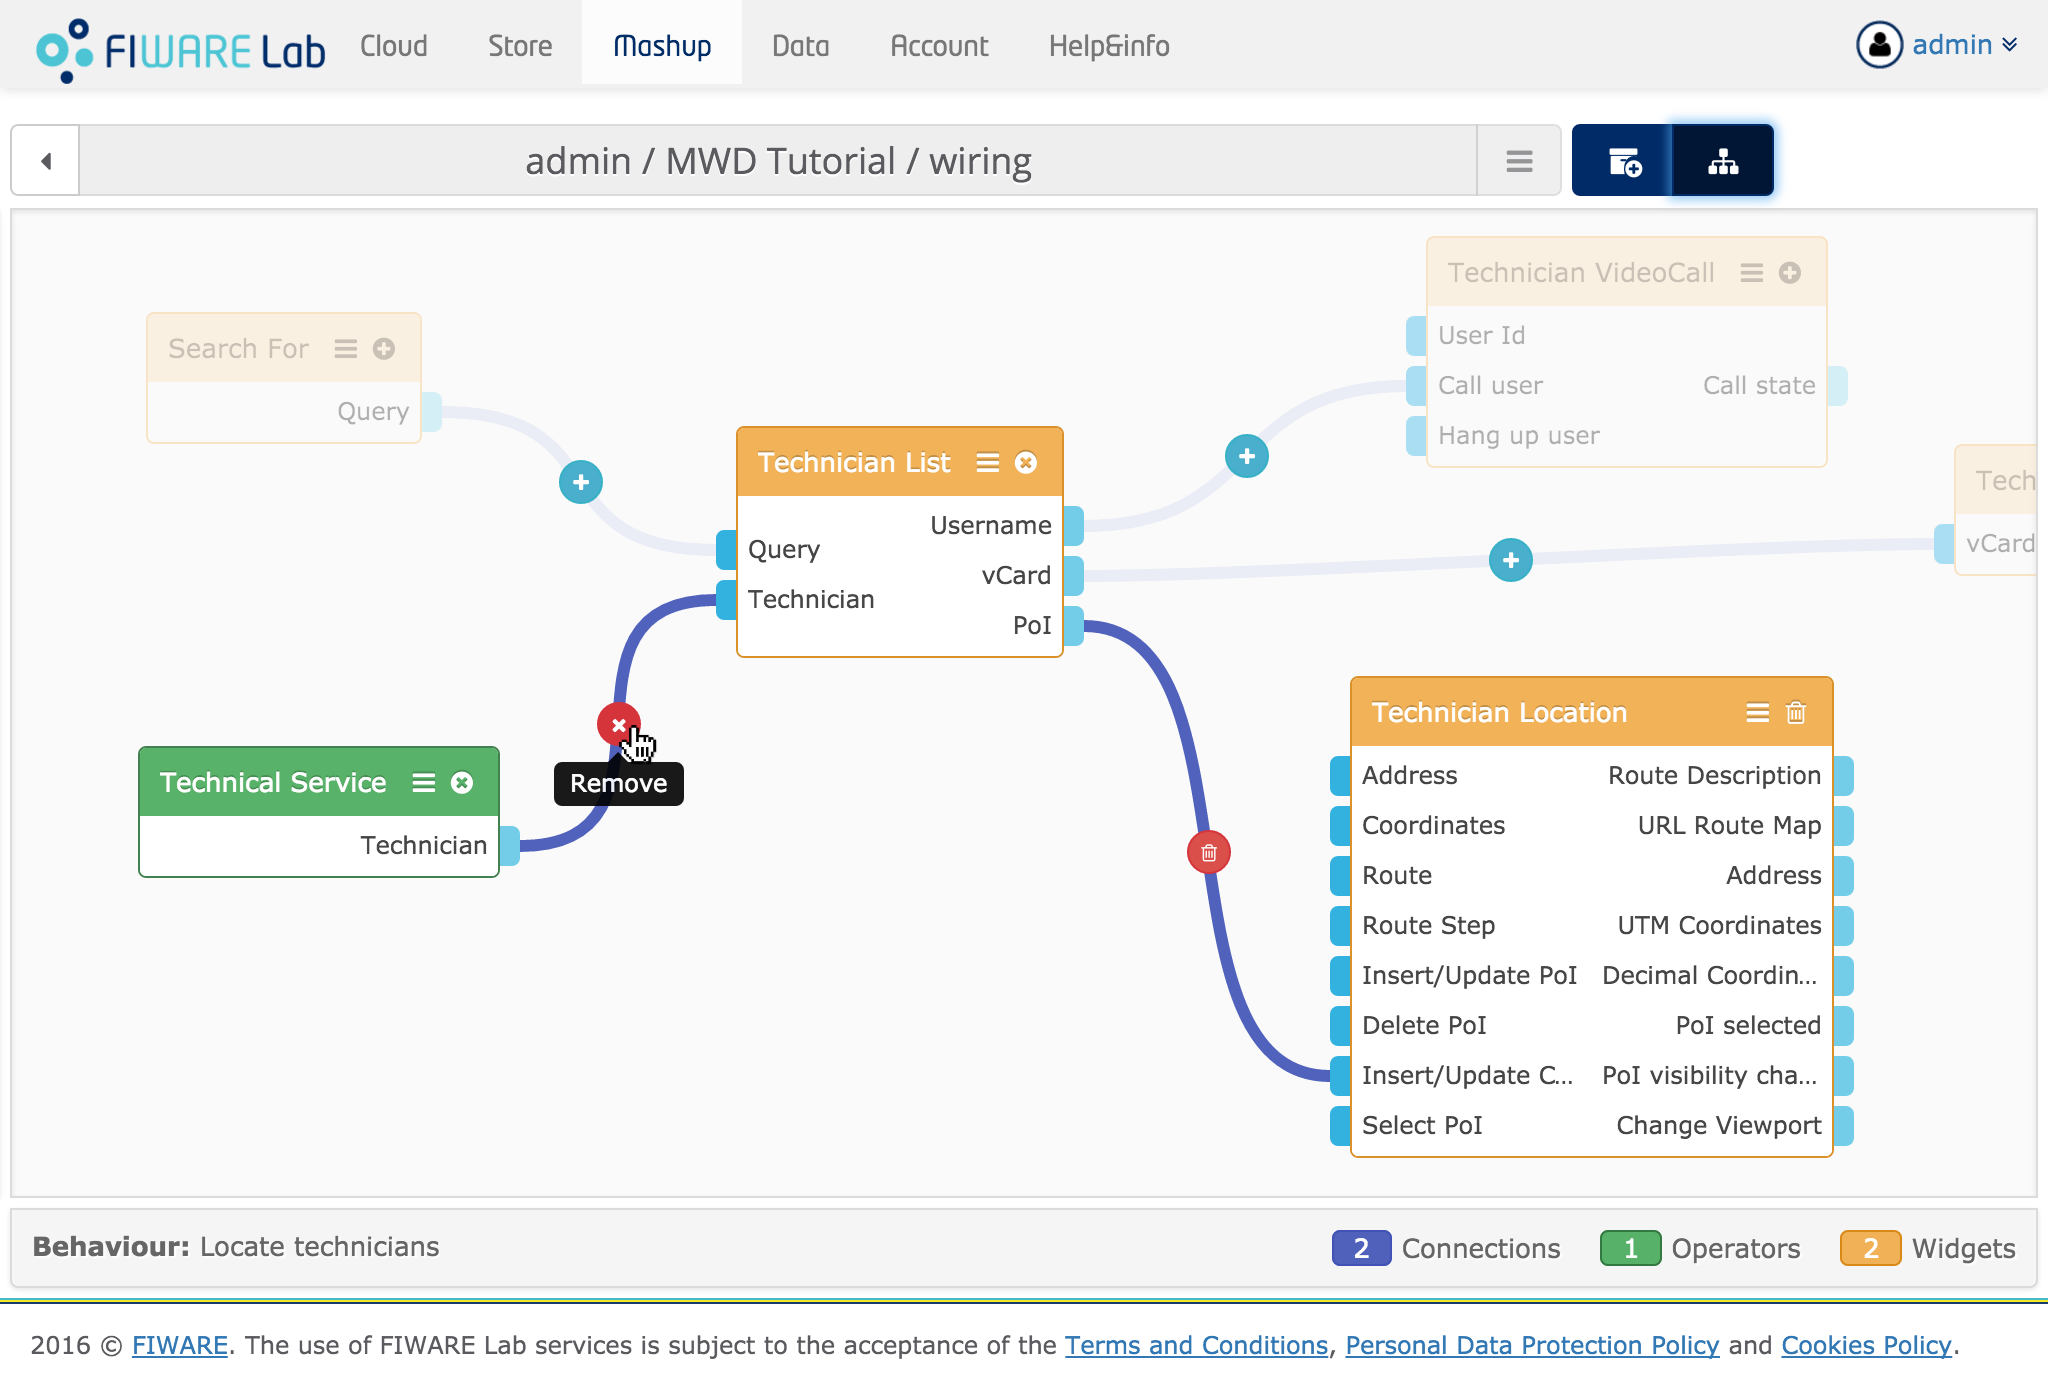 FIWARE Lab
Cloud
Store
Mashup
Data
Account
Help&info
admin
admin / MWD Tutorial / wiring
Search For
Query
Technician VideoCall
User Id
Call user
Call state
Hang up user
Tech
vCard
Technician List
Username
Query
vCard
Technician
PoI
Remove
Technical Service
Technician
Technician Location
Address
Route Description
Coordinates
URL Route Map
Route
Address
Route Step
UTM Coordinates
Insert/Update PoI
Decimal Coordin...
Delete PoI
PoI selected
Insert/Update C...
PoI visibility cha...
Select PoI
Change Viewport
Behaviour: Locate technicians
2 Connections
1 Operators
2 Widgets
2016 © FIWARE. The use of FIWARE Lab services is subject to the acceptance of the Terms and Conditions, Personal Data Protection Policy and Cookies Policy.